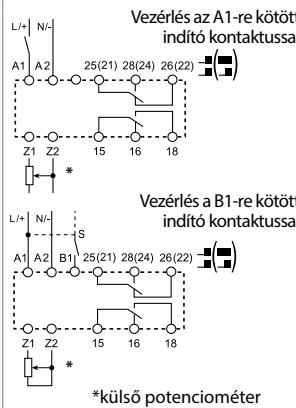 Vezérlés az A1-re kötött
indító kontaktussa
L/+ N/-
A1 A2 25(21) 28(24) 26(22)
Z1 Z2 15 16 18
*
Vezérlés a B1-re kötött
indító kontaktussa
L/+ N/-
S
A1 A2 B1 25(21) 28(24) 26(22)
Z1 Z2 15 16 18
*
*külső potenciométer